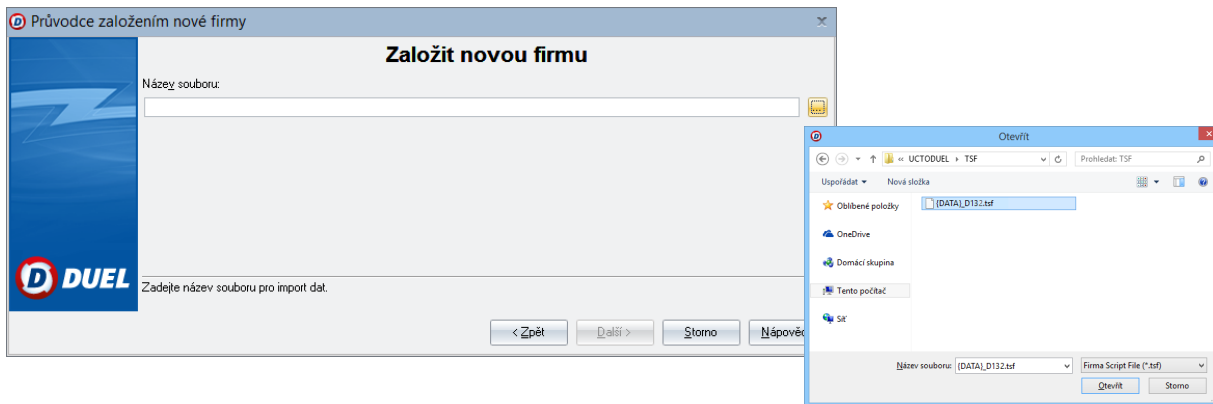 Průvodce založením nové firmy
Založit novou firmu
Název souboru:
DUEL
Zadejte název souboru pro import dat.
< Zpět
Další >
Storno
Nápověd
Otevřít
« UCTODUEL › TSF
Prohledat: TSF
Uspořádat
Nová složka
Oblíbené položky
{DATA}_D132.tsf
OneDrive
Domácí skupina
Tento počítač
Síť
Název souboru:
{DATA}_D132.tsf
Firma Script File (*.tsf)
Otevřít
Storno